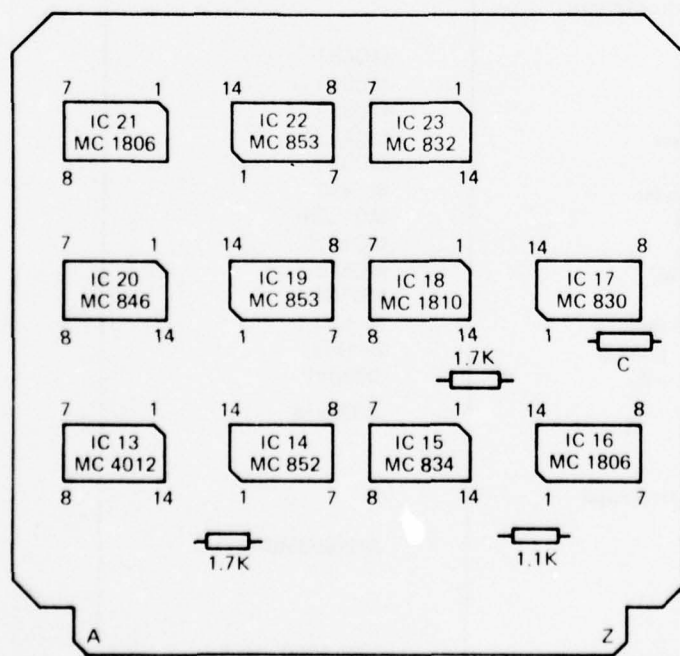 7 1 14 8 7 1
IC 21 IC 22 IC 23
MC 1806 MC 853 MC 832
8 1 7 14
7 1 14 8 7 1 14 8
IC 20 IC 19 IC 18 IC 17
MC 846 MC 853 MC 1810 MC 830
8 14 1 7 8 14 1
1.7K C
7 1 14 8 7 1 14 8
IC 13 IC 14 IC 15 IC 16
MC 4012 MC 852 MC 834 MC 1806
8 14 1 7 8 14 1 7
1.7K 1.1K
A Z